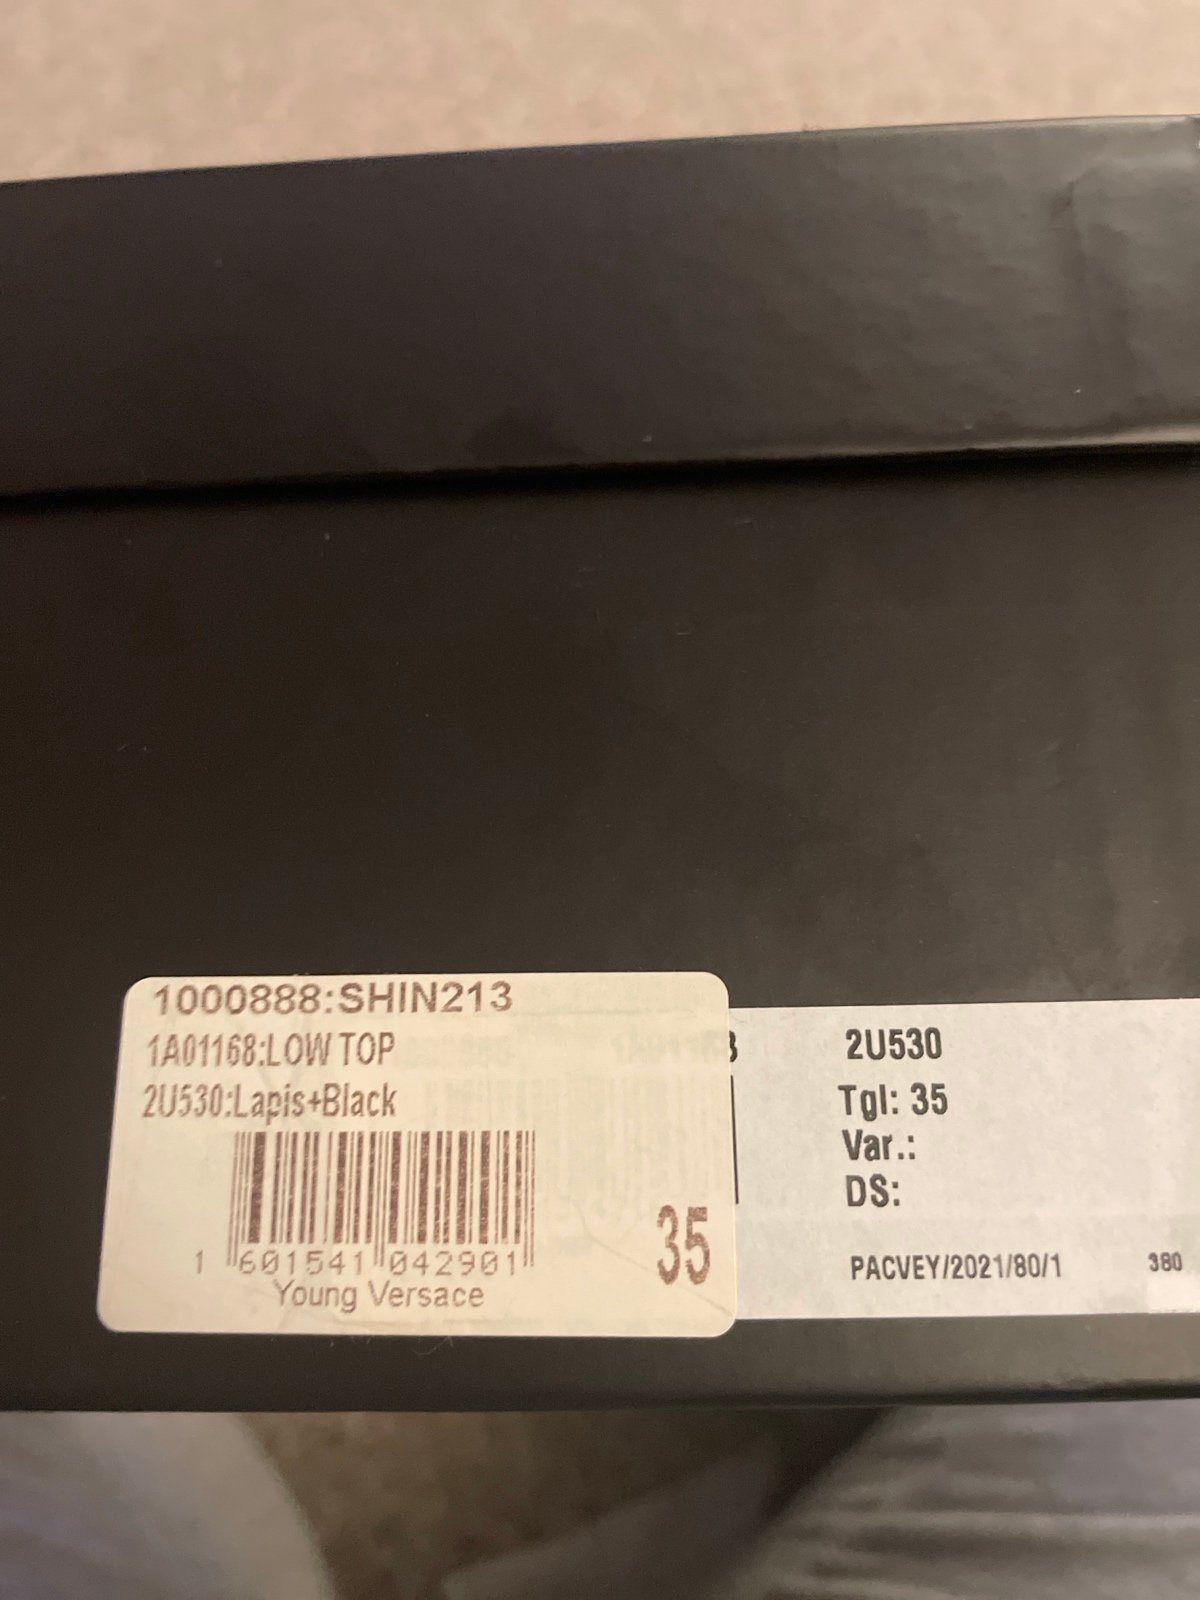 1000888:SHIN213
1A01168:LOW TOP
2U530:Lapis+Black
1 601541 042901
Young Versace
35
2U530
Tgl: 35
Var.:
DS:
PACVEY/2021/80/1
380